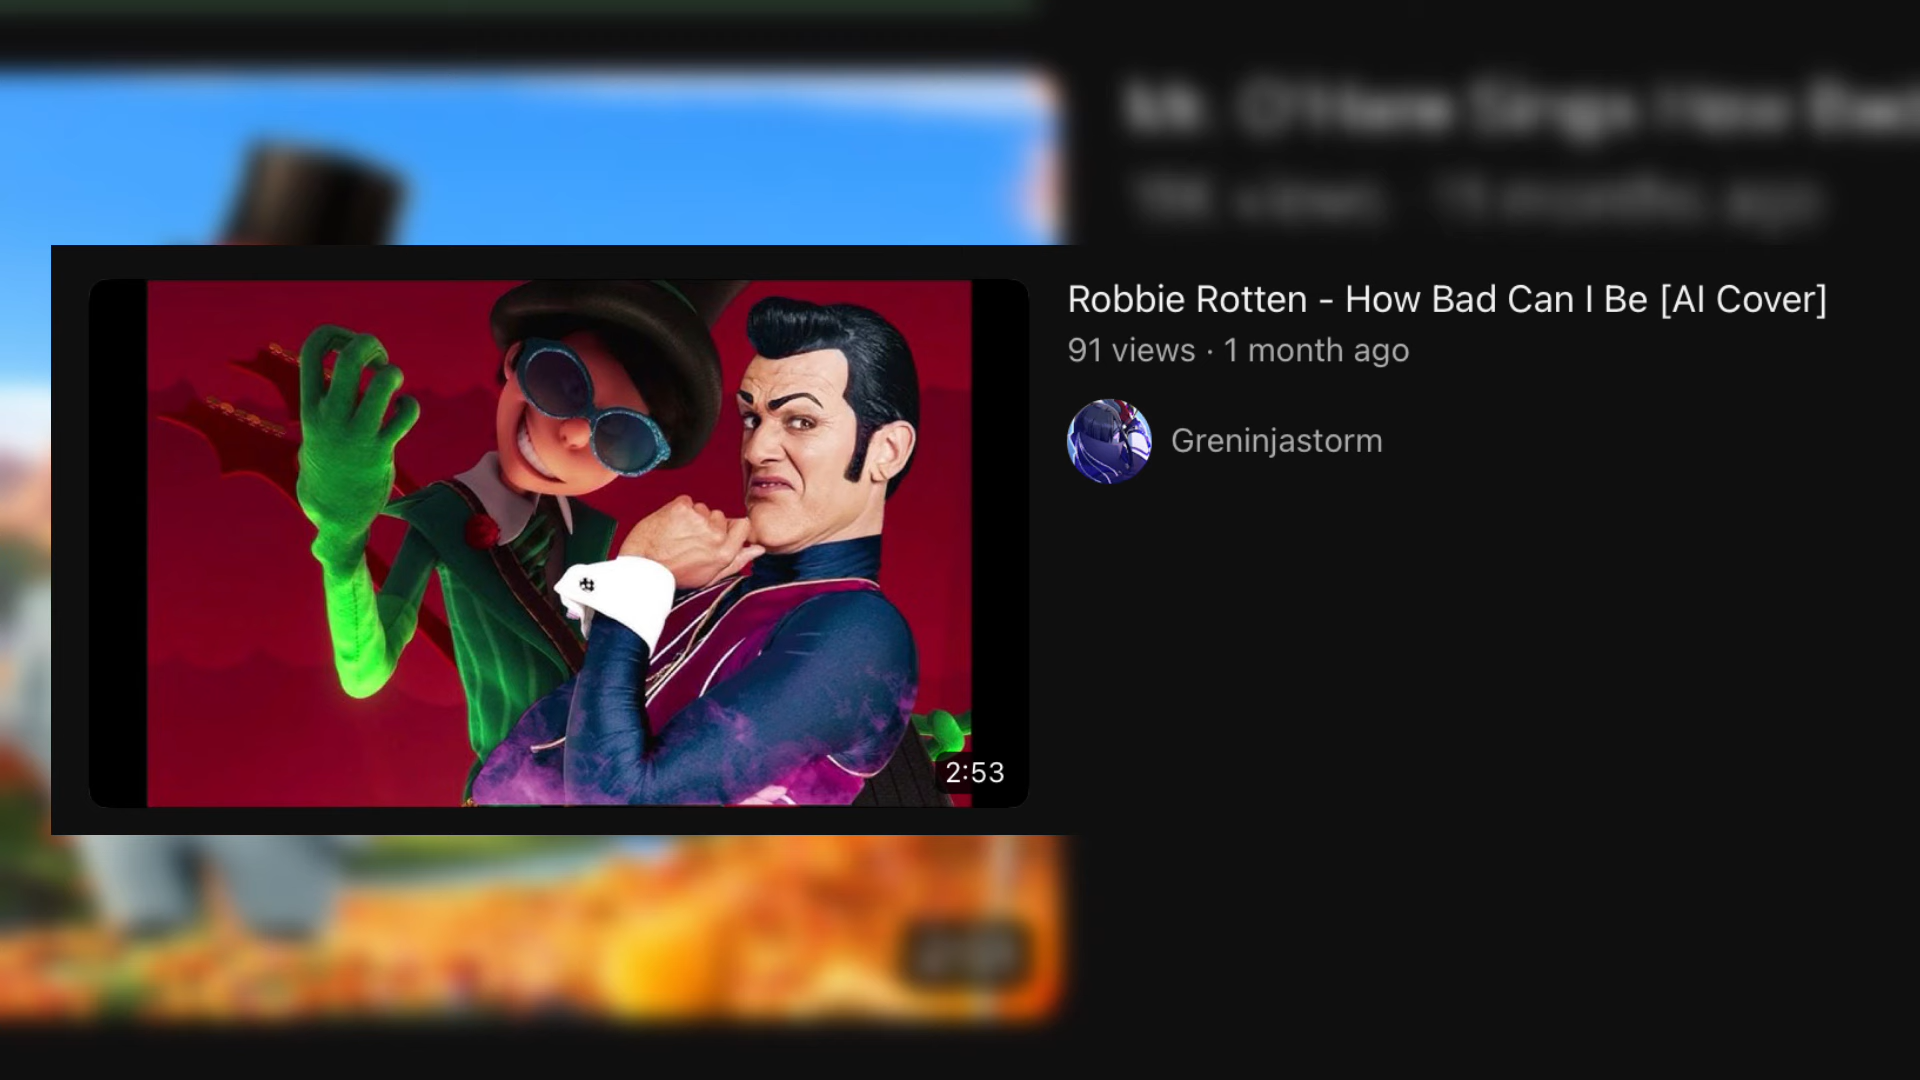 Robbie Rotten - How Bad Can I Be [AI Cover]
91 views · 1 month ago
Greninjastorm
2:53